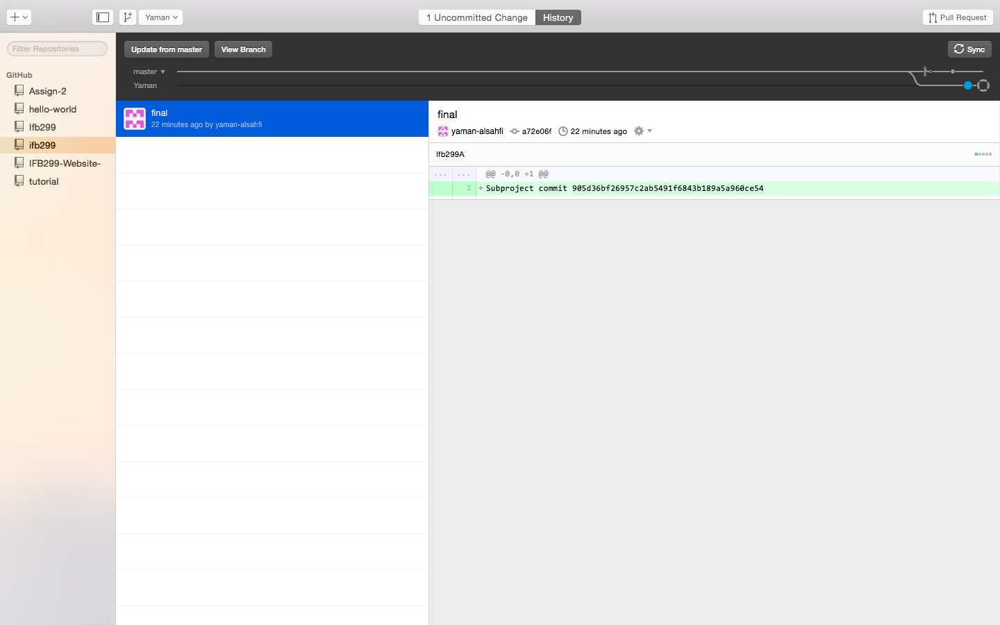 Yaman
1 Uncommitted Change
History
Pull Request
Filter Repositories
GitHub
Assign-2
hello-world
Ifb299
ifb299
IFB299-Website-
tutorial
Update from master
View Branch
Sync
master
Yaman
final
22 minutes ago by yaman-alsahfi
final
yaman-alsahfi a72e06f 22 minutes ago
Ifb299A
... ... @@ -0,0 +1 @@
1 + Subproject commit 905d36bf26957c2ab5491f6843b189a5a960ce54